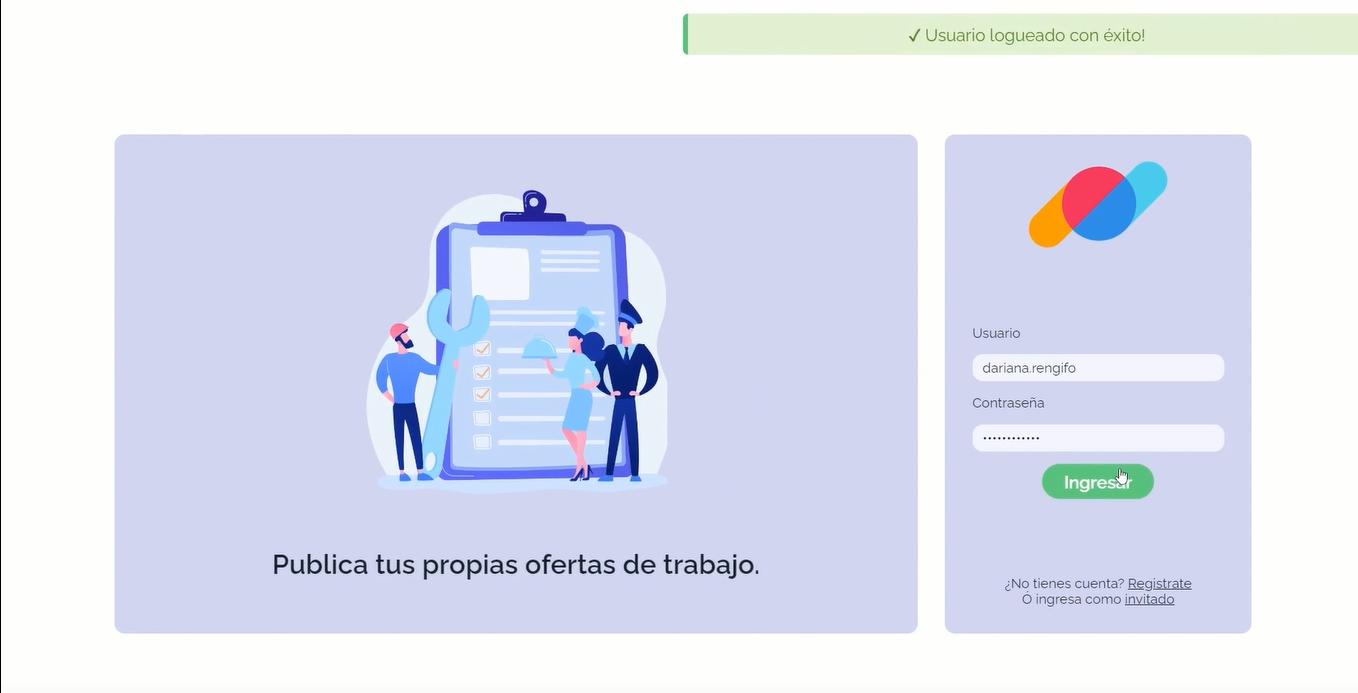 ✓ Usuario logueado con éxito!
Publica tus propias ofertas de trabajo.
Usuario
dariana.rengifo
Contraseña
••••••••••••
Ingresar
¿No tienes cuenta? Registrate
Ó ingresa como invitado